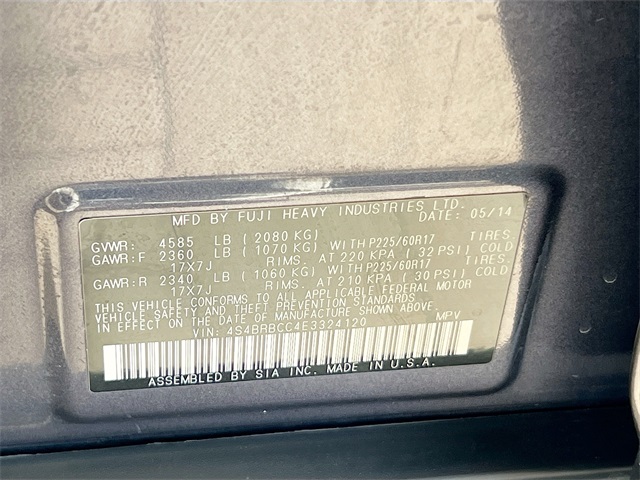 MFD BY FUJI HEAVY INDUSTRIES LTD.
DATE: 05/14
GVWR: 4585 LB (2080 KG)
GAWR:F 2360 LB (1070 KG) WITH P225/60R17 TIRES,
17X7J RIMS, AT 220 KPA (32 PSI) COLD
GAWR:R 2340 LB (1060 KG) WITH P225/60R17 TIRES,
17X7J RIMS, AT 210 KPA (30 PSI) COLD
THIS VEHICLE CONFORMS TO ALL APPLICABLE FEDERAL MOTOR
VEHICLE SAFETY AND THEFT PREVENTION STANDARDS IN
EFFECT ON THE DATE OF MANUFACTURE SHOWN ABOVE.
VIN: 4S4BRBCC4E3324120 MPV
ASSEMBLED BY SIA INC. MADE IN U.S.A.